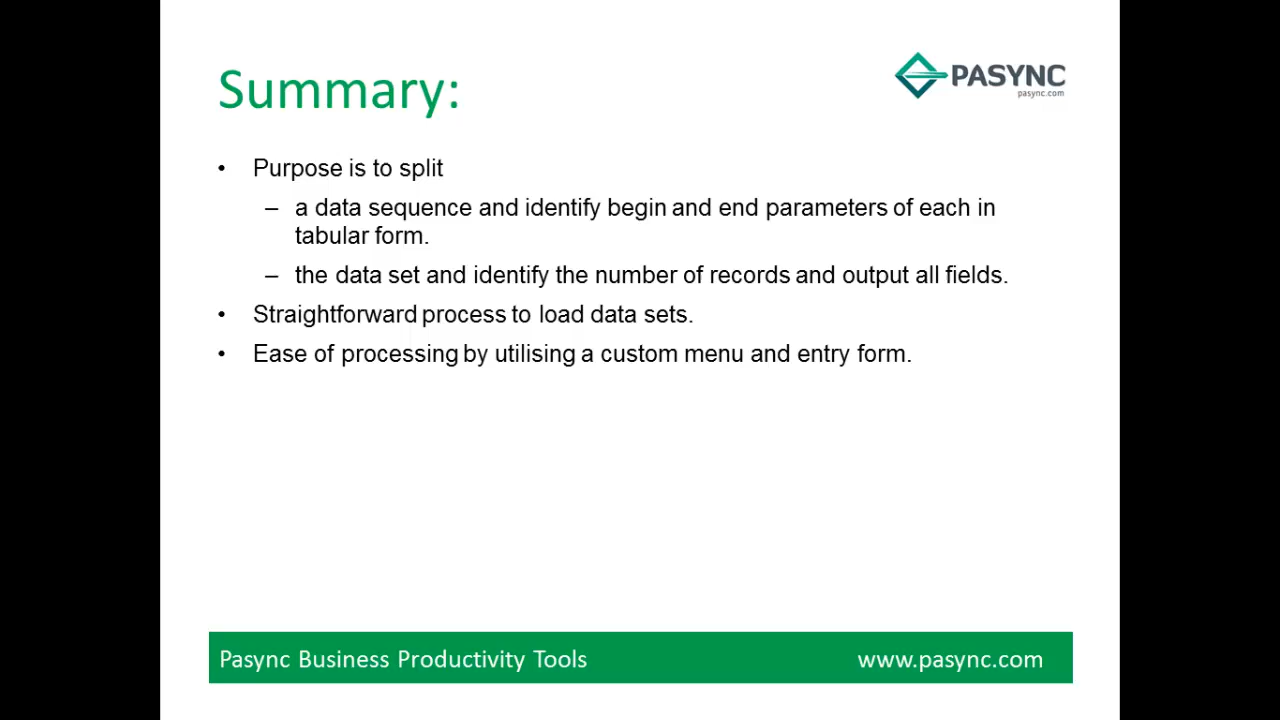 Summary:
PASYNC
pasync.com
• Purpose is to split
– a data sequence and identify begin and end parameters of each in
tabular form.
– the data set and identify the number of records and output all fields.
• Straightforward process to load data sets.
• Ease of processing by utilising a custom menu and entry form.
Pasync Business Productivity Tools
www.pasync.com